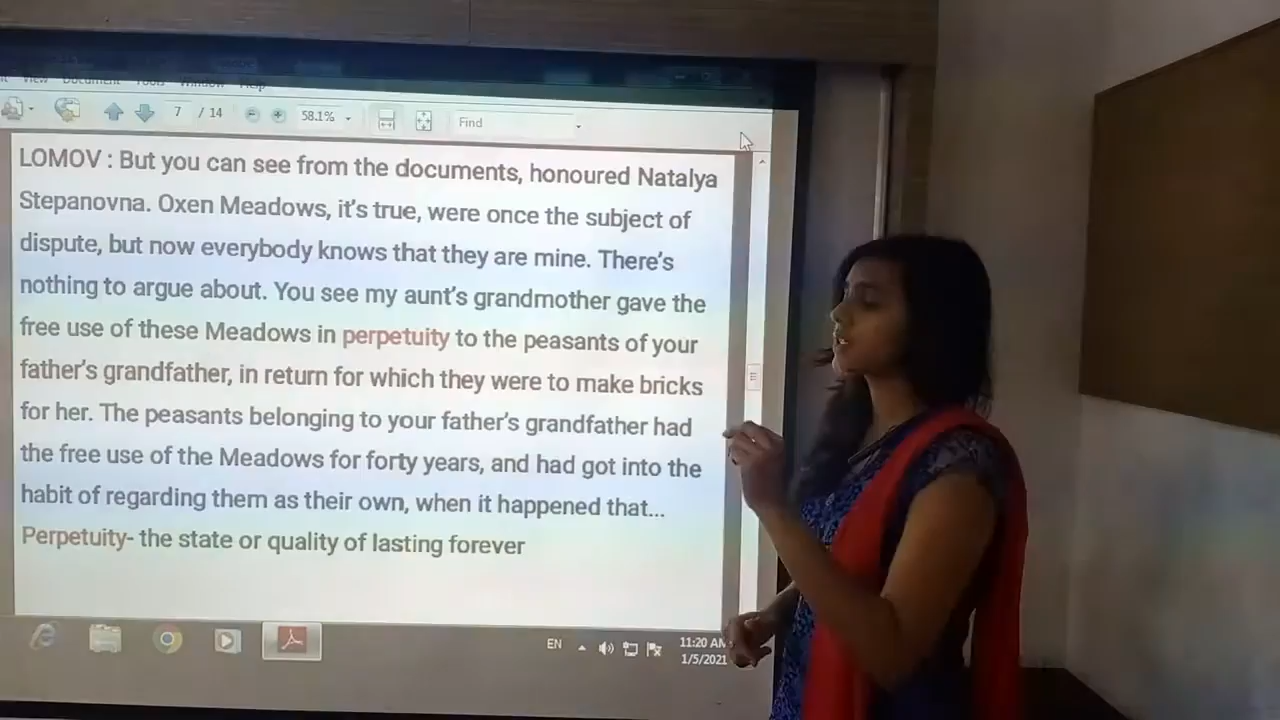 View Document Tools Window Help
7 / 14 58.1% Find
LOMOV : But you can see from the documents, honoured Natalya
Stepanovna. Oxen Meadows, it's true, were once the subject of
dispute, but now everybody knows that they are mine. There's
nothing to argue about. You see my aunt's grandmother gave the
free use of these Meadows in perpetuity to the peasants of your
father's grandfather, in return for which they were to make bricks
for her. The peasants belonging to your father's grandfather had
the free use of the Meadows for forty years, and had got into the
habit of regarding them as their own, when it happened that...
Perpetuity- the state or quality of lasting forever
EN 11:20 AM
1/5/2021